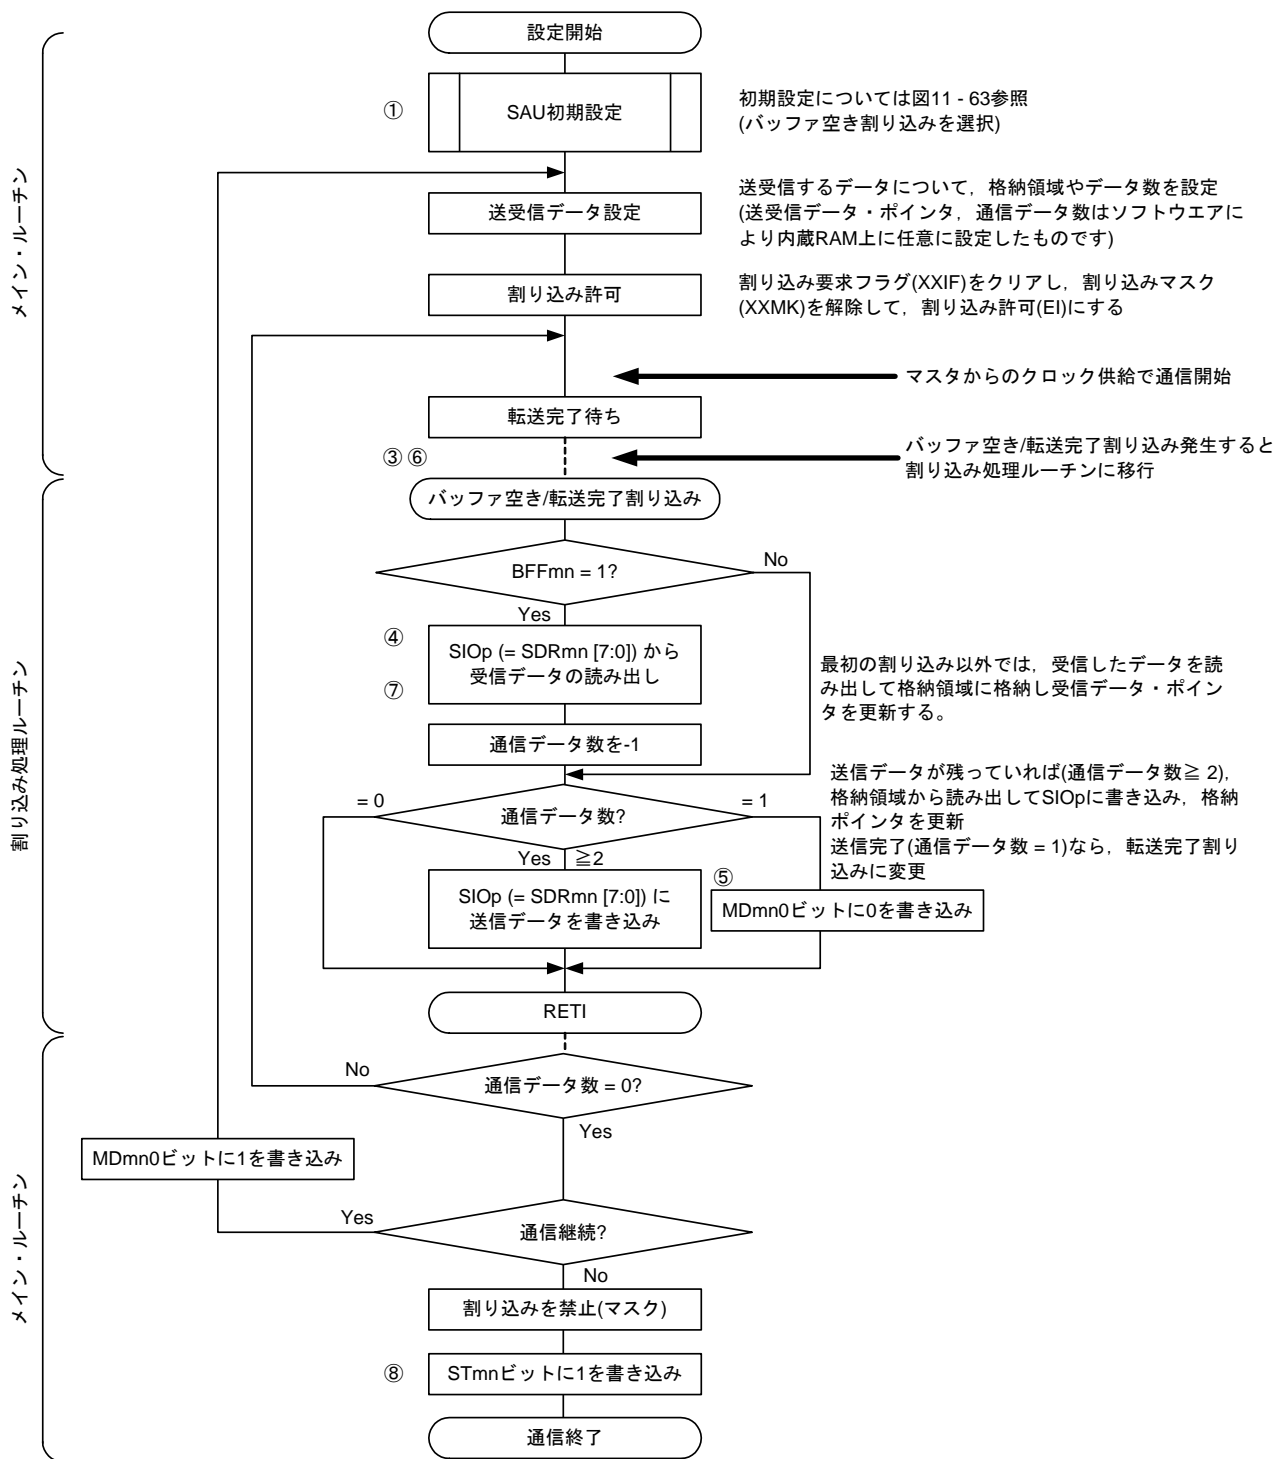 設定開始
①
SAU初期設定
初期設定については図11 - 63参照
(バッファ空き割り込みを選択)
メイン・ルーチン
送受信データ設定
送受信するデータについて，格納領域やデータ数を設定
(送受信データ・ポインタ，通信データ数はソフトウエアに
より内蔵RAM上に任意に設定したものです)
割り込み許可
割り込み要求フラグ(XXIF)をクリアし，割り込みマスク
(XXMK)を解除して，割り込み許可(EI)にする
マスタからのクロック供給で通信開始
転送完了待ち
③ ⑥
バッファ空き/転送完了割り込み発生すると
割り込み処理ルーチンに移行
バッファ空き/転送完了割り込み
BFFmn = 1?
No
Yes
④
SIOp (= SDRmn [7:0]) から
受信データの読み出し
⑦
最初の割り込み以外では，受信したデータを読
み出して格納領域に格納し受信データ・ポイン
タを更新する。
割り込み処理ルーチン
通信データ数を-1
送信データが残っていれば(通信データ数≧ 2),
格納領域から読み出してSIOpに書き込み，格納
ポインタを更新
送信完了(通信データ数 = 1)なら，転送完了割り
込みに変更
= 0
通信データ数?
= 1
Yes
≧2
SIOp (= SDRmn [7:0]) に
送信データを書き込み
⑤
MDmn0ビットに0を書き込み
RETI
No
通信データ数 = 0?
Yes
MDmn0ビットに1を書き込み
メイン・ルーチン
Yes
通信継続?
No
割り込みを禁止(マスク)
⑧
STmnビットに1を書き込み
通信終了